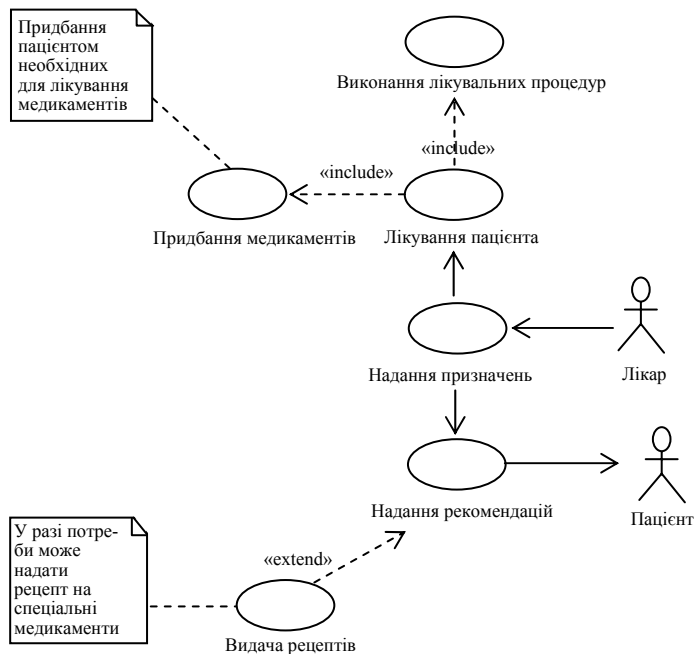 Придбання
пацієнтом
необхідних
для лікування
медикаментів
Виконання лікувальних процедур
«include»
«include»
Придбання медикаментів
Лікування пацієнта
Надання призначень
Лікар
Надання рекомендацій
Пацієнт
У разі потре-
би може
надати
рецепт на
спеціальні
медикаменти
«extend»
Видача рецептів